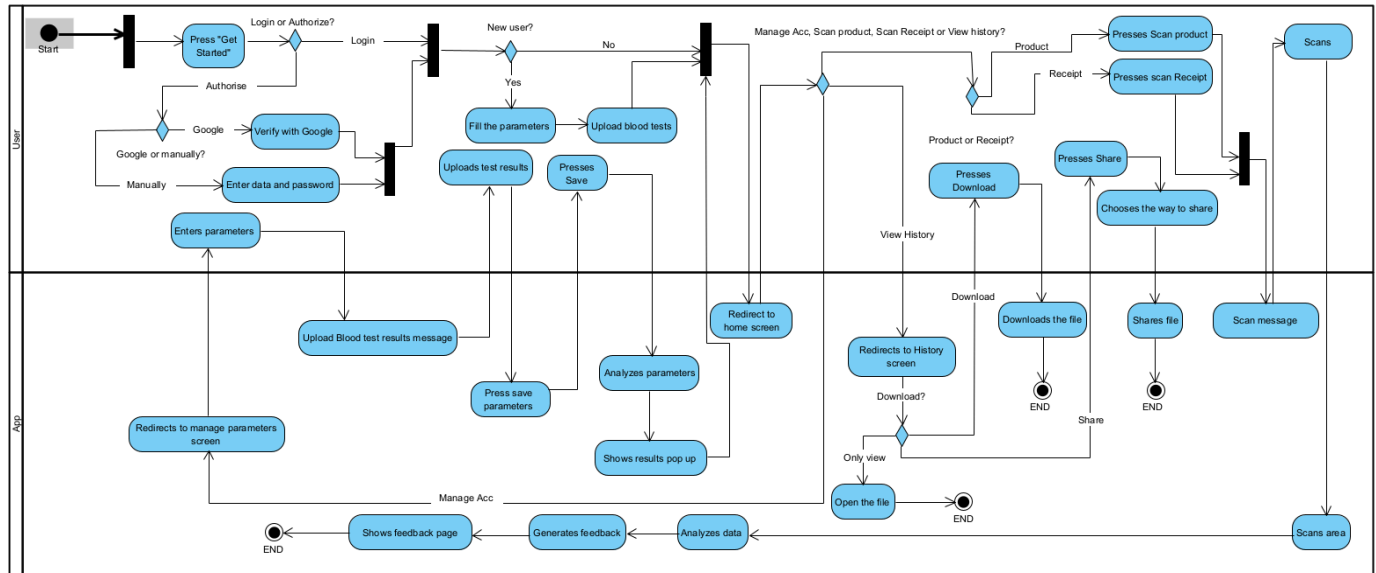 User
Start
Press "Get
Started"
Login or Authorize?
Login
Authorise
Google or manually?
Google
Verify with Google
Manually
Enter data and password
New user?
No
Yes
Fill the parameters
Upload blood tests
Manage Acc, Scan product, Scan Receipt or View history?
Product
Presses Scan product
Receipt
Presses scan Receipt
Product or Receipt?
Scans
Uploads test results
Presses
Save
Presses
Download
Presses Share
Chooses the way to share
Enters parameters
View History
App
Upload Blood test results message
Redirect to
home screen
Download
Downloads the file
Shares file
Scan message
Redirects to History
screen
Analyzes parameters
Press save
parameters
Download?
END
END
Share
Redirects to manage parameters
screen
Shows results pop up
Only view
Manage Acc
Open the file
END
END
Shows feedback page
Generates feedback
Analyzes data
Scans area